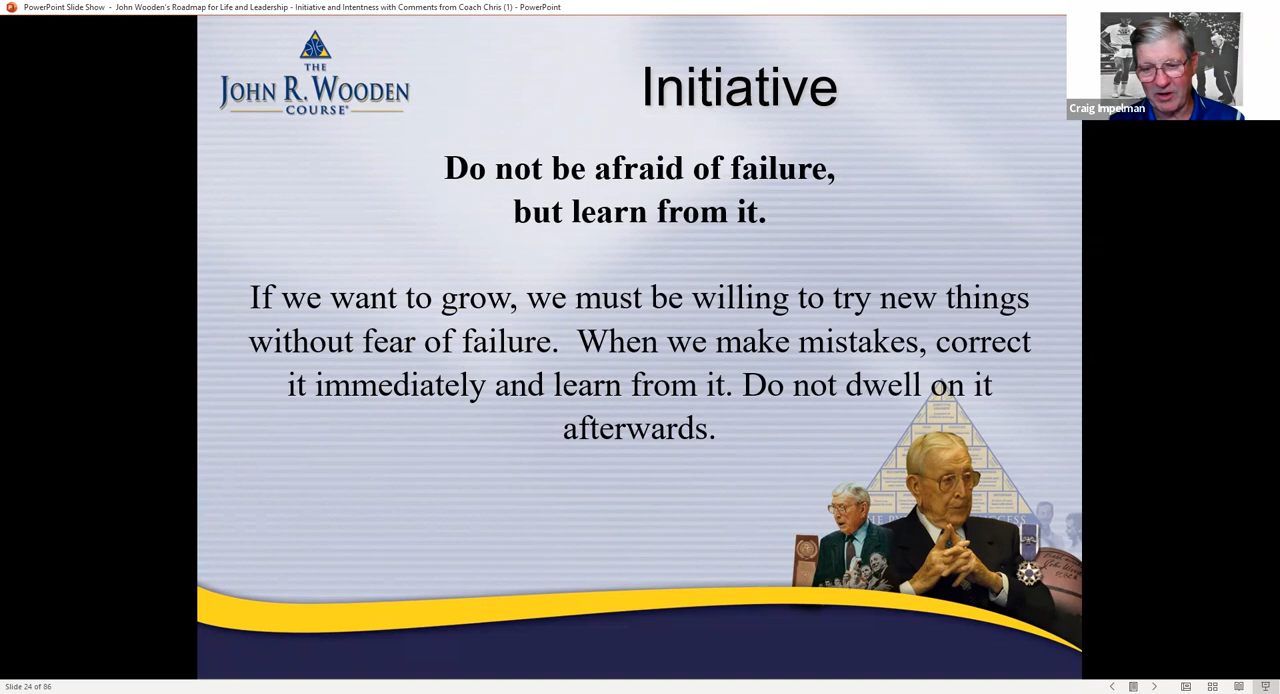 PowerPoint Slide Show - John Wooden's Roadmap for Life and Leadership - Initiative and Intentness with Comments from Coach Chris (1) - PowerPoint
THE
JOHN R. WOODEN
COURSE®
Initiative
Craig Impelman
Do not be afraid of failure,
but learn from it.
If we want to grow, we must be willing to try new things
without fear of failure.  When we make mistakes, correct
it immediately and learn from it. Do not dwell on it
afterwards.
Slide 24 of 86